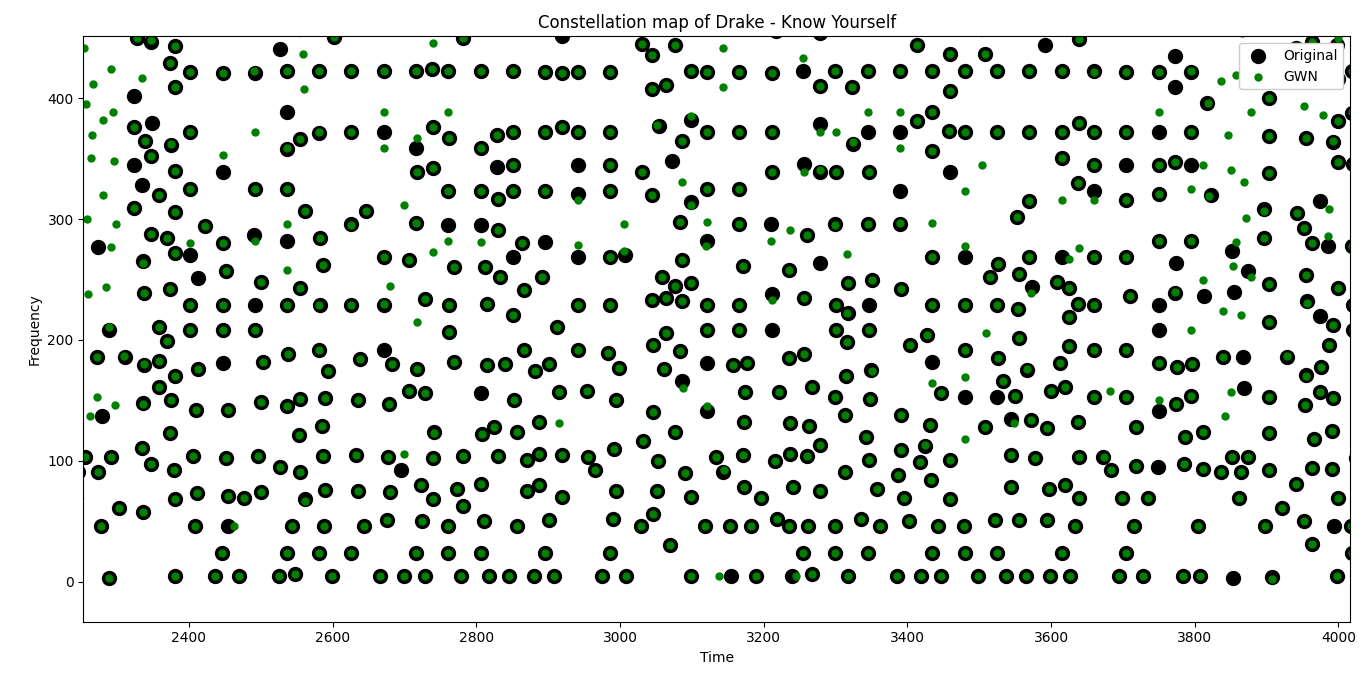 Constellation map of Drake - Know Yourself
Original
GWN
Frequency
400
300
200
100
0
2400 2600 2800 3000 3200 3400 3600 3800 4000
Time